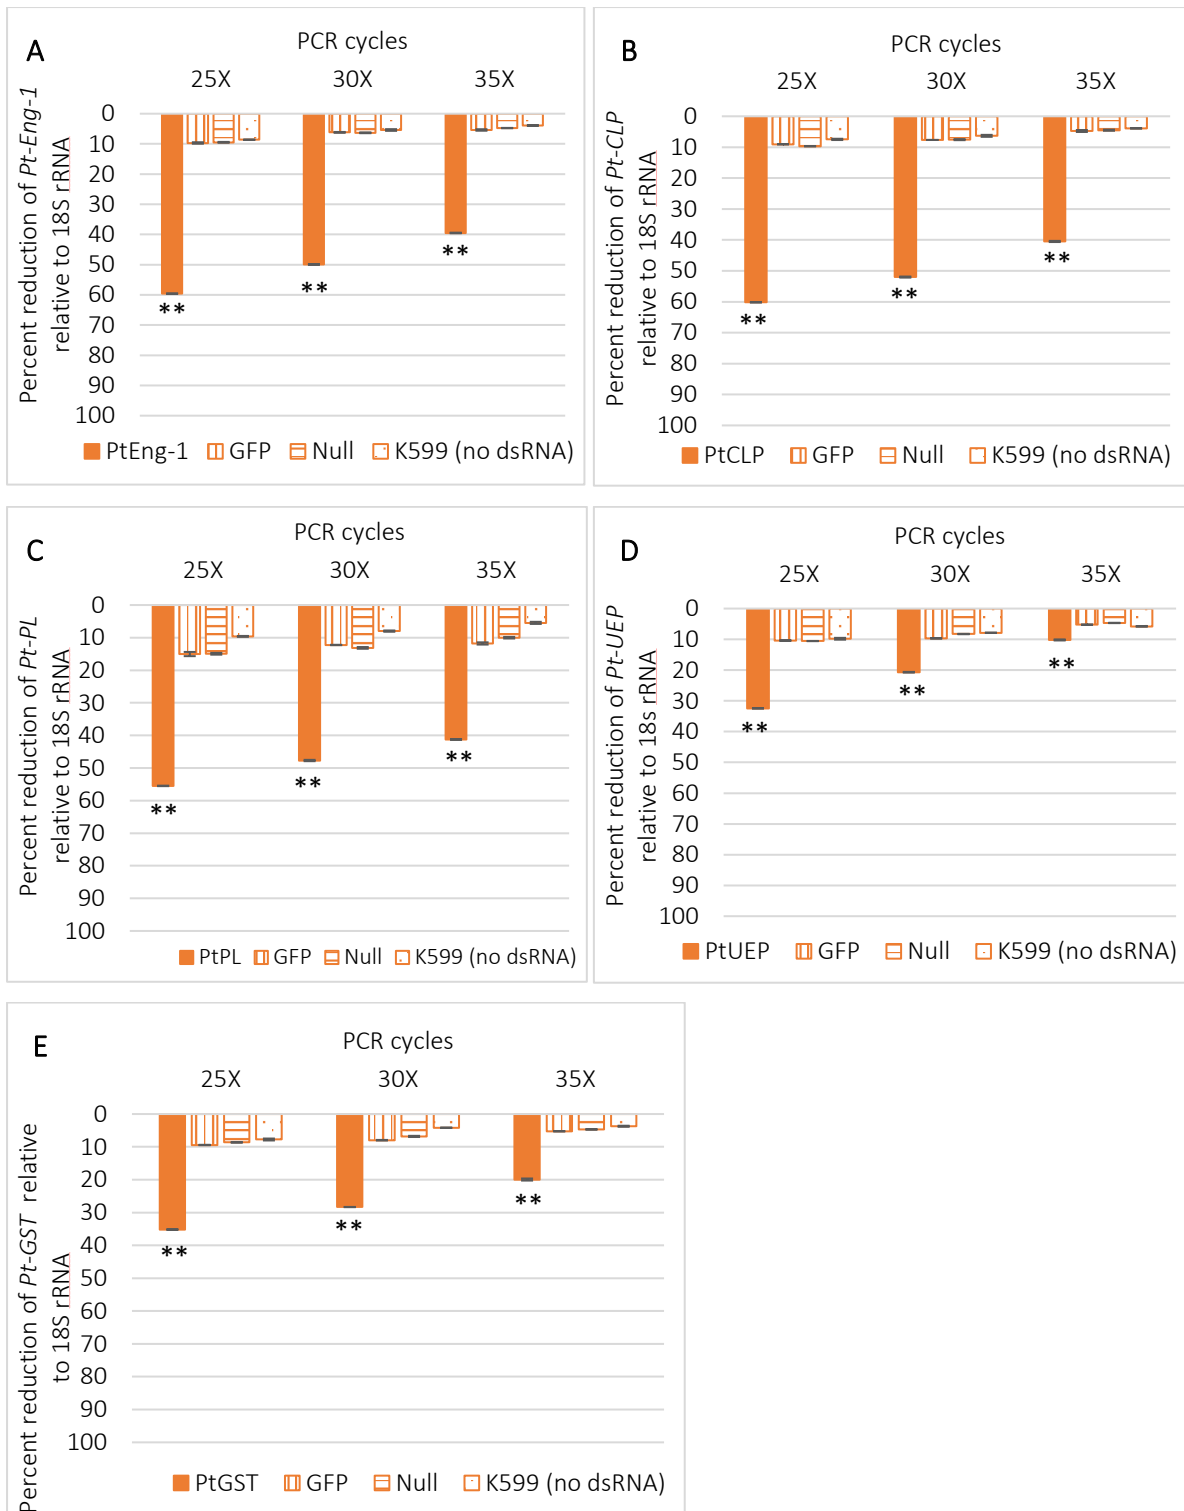 A
PCR cycles
25X 30X 35X
Percent reduction of Pt-Eng-1
relative to 18S rRNA
0
10
20
30
40
50
60
70
80
90
100
**
**
**
PtEng-1 GFP Null K599 (no dsRNA)
B
PCR cycles
25X 30X 35X
Percent reduction of Pt-CLP
relative to 18S rRNA
0
10
20
30
40
50
60
70
80
90
100
**
**
**
PtCLP GFP Null K599 (no dsRNA)
C
PCR cycles
25X 30X 35X
Percent reduction of Pt-PL
relative to 18S rRNA
0
10
20
30
40
50
60
70
80
90
100
**
**
**
PtPL GFP Null K599 (no dsRNA)
D
PCR cycles
25X 30X 35X
Percent reduction of Pt-UEP
relative to 18s rRNA
0
10
20
30
40
50
60
70
80
90
100
**
**
**
PtUEP GFP Null K599 (no dsRNA)
E
PCR cycles
25X 30X 35X
Percent reduction of Pt-GST relative
to 18S rRNA
0
10
20
30
40
50
60
70
80
90
100
**
**
**
PtGST GFP Null K599 (no dsRNA)